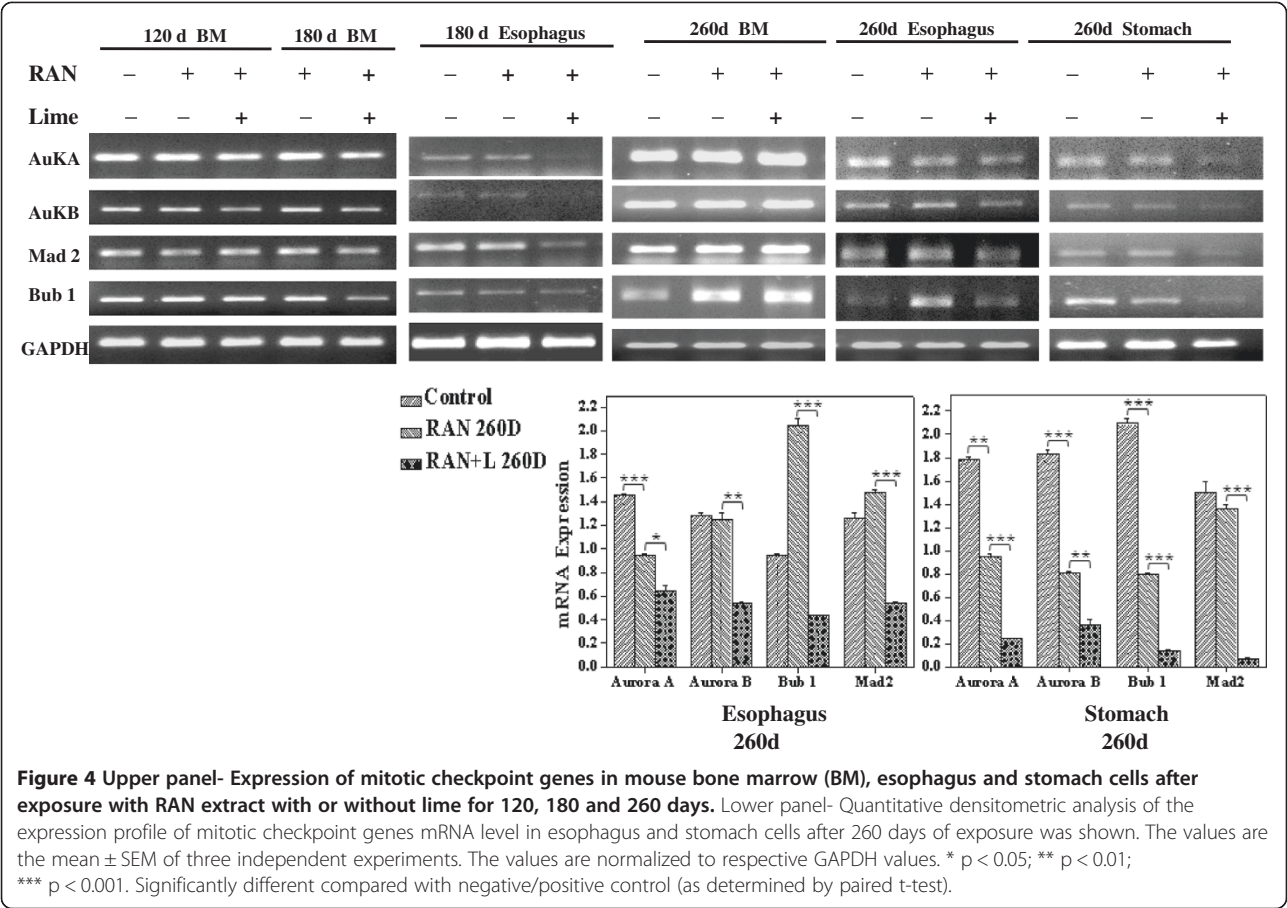 120 d BM 180 d BM 180 d Esophagus 260d BM 260d Esophagus 260d Stomach
RAN − + + + + − + + − + + − + + − + +
Lime − − + − + − − + − − + − − + − − +
AuKA
AuKB
Mad 2
Bub 1
GAPDH
Control
RAN 260D
RAN+L 260D
mRNA Expression
2.2
2.0
1.8
1.6
1.4
1.2
1.0
0.8
0.6
0.4
0.2
0.0
*** * ** *** ***
Aurora A Aurora B Bub 1 Mad2
Esophagus
260d
2.2
2.0
1.8
1.6
1.4
1.2
1.0
0.8
0.6
0.4
0.2
0.0
** *** *** ** *** *** ***
Aurora A Aurora B Bub 1 Mad2
Stomach
260d
Figure 4 Upper panel- Expression of mitotic checkpoint genes in mouse bone marrow (BM), esophagus and stomach cells after
exposure with RAN extract with or without lime for 120, 180 and 260 days. Lower panel- Quantitative densitometric analysis of the
expression profile of mitotic checkpoint genes mRNA level in esophagus and stomach cells after 260 days of exposure was shown. The values are
the mean ± SEM of three independent experiments. The values are normalized to respective GAPDH values. * p < 0.05; ** p < 0.01;
*** p < 0.001. Significantly different compared with negative/positive control (as determined by paired t-test).